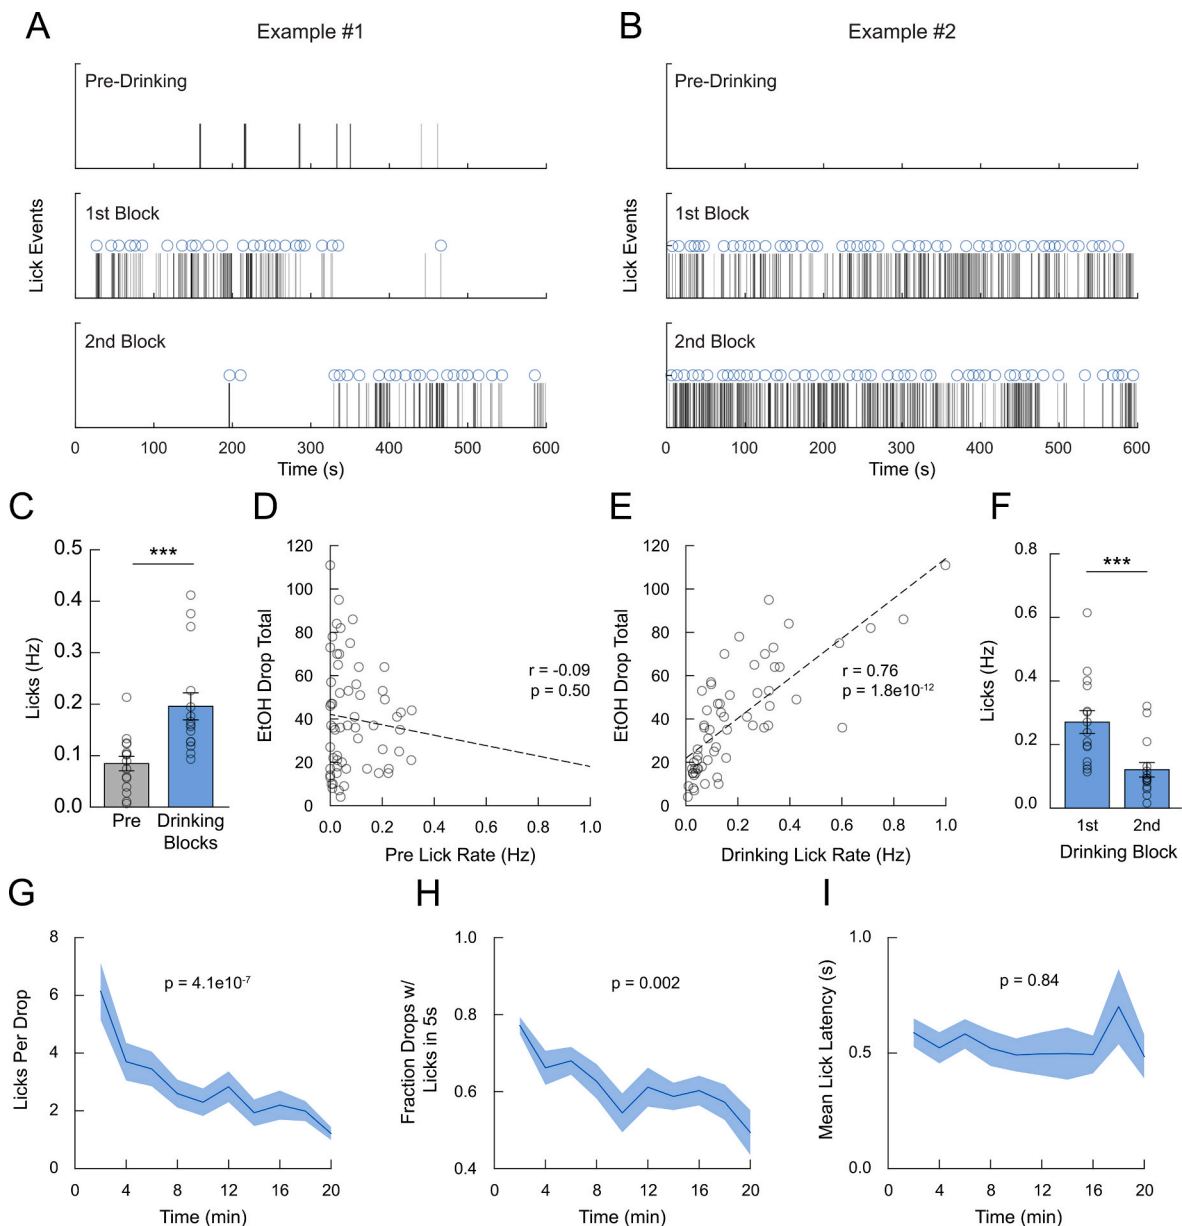 A
Example #1
B
Example #2
Pre-Drinking
Pre-Drinking
1st Block
1st Block
Lick Events
Lick Events
2nd Block
2nd Block
0 100 200 300 400 500 600
0 100 200 300 400 500 600
Time (s)
Time (s)
C
D
E
F
0.5
0.4
0.3
0.2
0.1
0.0
Licks (Hz)
***
Pre
Drinking
Blocks
120
100
80
60
40
20
0
EtOH Drop Total
r = -0.09
p = 0.50
0.0 0.2 0.4 0.6 0.8 1.0
Pre Lick Rate (Hz)
120
100
80
60
40
20
0
EtOH Drop Total
r = 0.76
p = 1.8e10-12
0.0 0.2 0.4 0.6 0.8 1.0
Drinking Lick Rate (Hz)
0.8
0.6
0.4
0.2
0.0
Licks (Hz)
***
1st 2nd
Drinking Block
G
H
I
8
6
4
2
0
Licks Per Drop
p = 4.1e10-7
0 4 8 12 16 20
Time (min)
1.0
0.8
0.6
0.4
Fraction Drops w/
Licks in 5s
p = 0.002
0 4 8 12 16 20
Time (min)
1.0
0.5
0.0
Mean Lick Latency (s)
p = 0.84
0 4 8 12 16 20
Time (min)